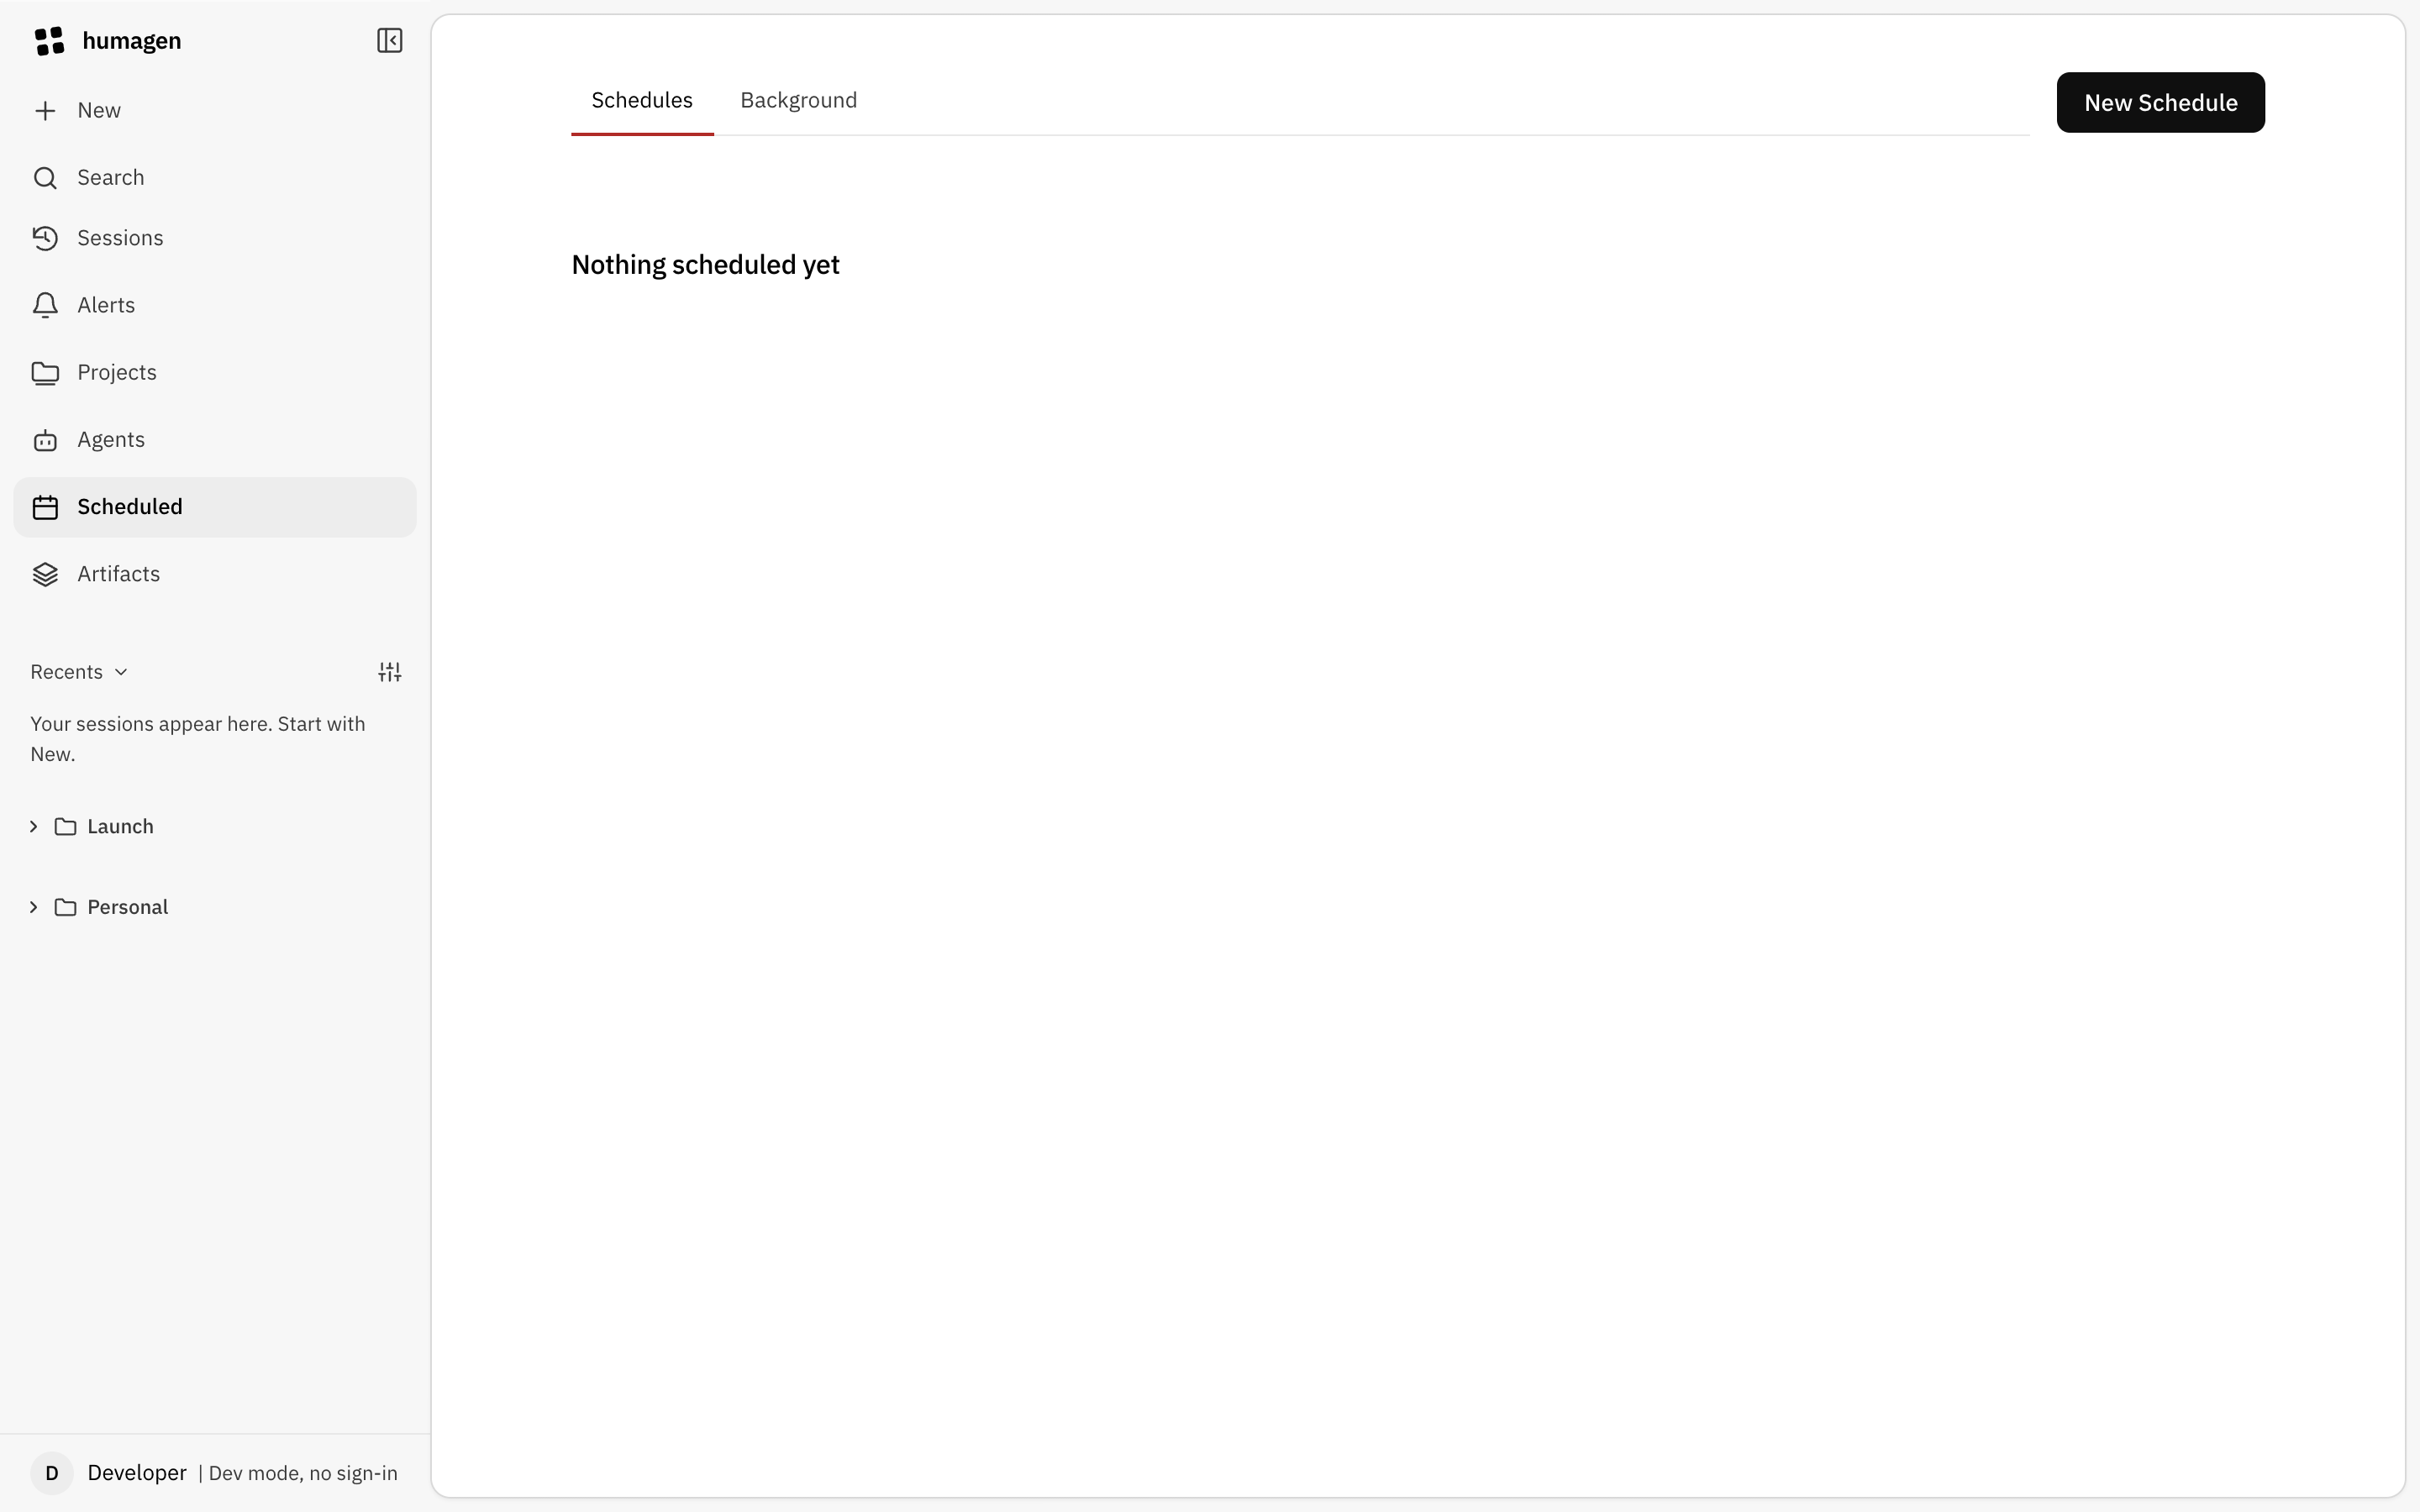 humagen
New
Search
Sessions
Alerts
Projects
Agents
Scheduled
Artifacts
Recents
Your sessions appear here. Start with
New.
Launch
Personal
D
Developer | Dev mode, no sign-in
Schedules
Background
New Schedule
Nothing scheduled yet